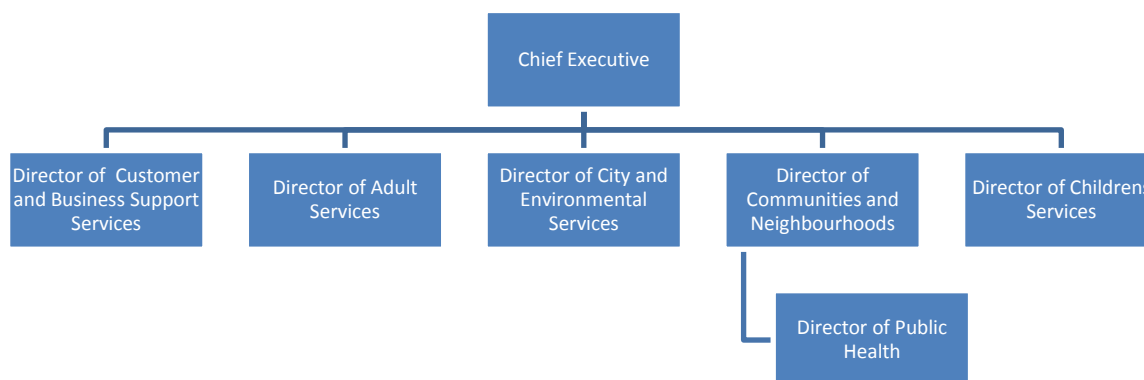 Chief Executive
Director of Customer
and Business Support
Services
Director of Adult
Services
Director of City and
Environmental
Services
Director of
Communities and
Neighbourhoods
Director of Childrens
Services
Director of Public
Health